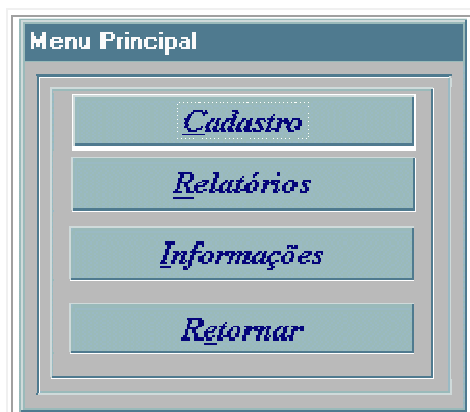 Menu Principal
Cadastro
Relatórios
Informações
Retornar